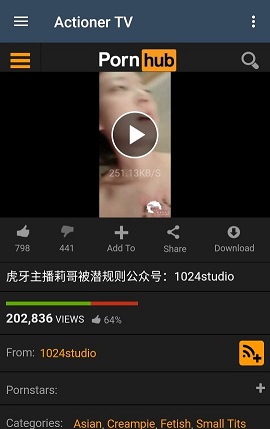 Actioner TV
Porn hub
251.13KB/S
798
441
Add To
Share
Download
虎牙主播莉哥被潜规则公众号：1024studio
202,836 VIEWS 64%
From: 1024studio
Pornstars:
Categories: Asian, Creampie, Fetish, Small Tits